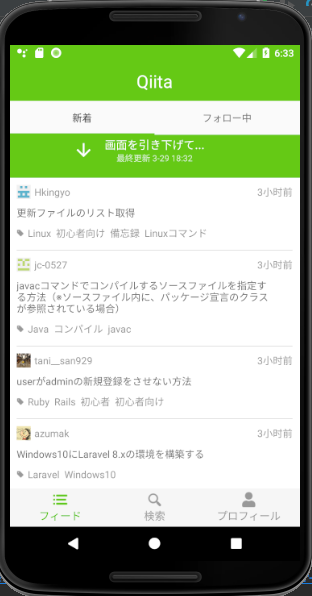 6:33
Qiita
新着 フォロー中
画面を引き下げて...
最終更新 3-29 18:32
Hkingyo 3小时前
更新ファイルのリスト取得
Linux 初心者向け 備忘録 Linuxコマンド
jc-0527 3小时前
javacコマンドでコンパイルするソースファイルを指定す
る方法（※ソースファイル内に、パッケージ宣言のクラス
が参照されている場合）
Java コンパイル javac
tani__san929 3小时前
userがadminの新規登録をさせない方法
Ruby Rails 初心者 初心者向け
azumak 3小时前
Windows10にLaravel 8.xの環境を構築する
Laravel Windows10
フィード 検索 プロフィール